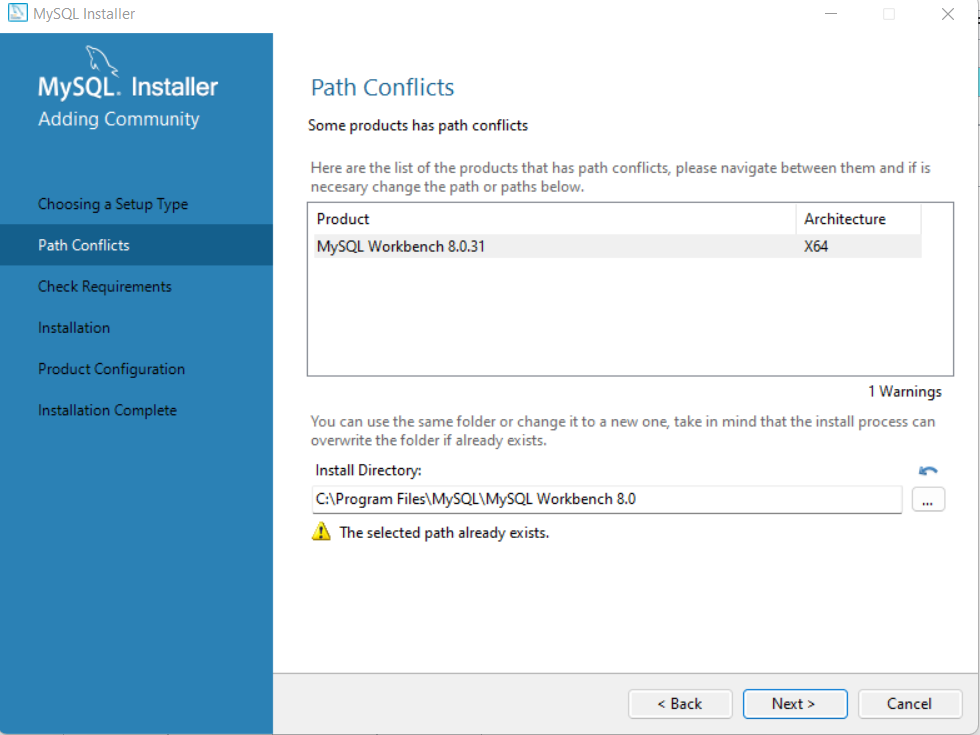 MySQL Installer
MySQL. Installer
Adding Community
Choosing a Setup Type
Path Conflicts
Check Requirements
Installation
Product Configuration
Installation Complete
Path Conflicts
Some products has path conflicts
Here are the list of the products that has path conflicts, please navigate between them and if is
necesary change the path or paths below.
Product Architecture
MySQL Workbench 8.0.31 X64
1 Warnings
You can use the same folder or change it to a new one, take in mind that the install process can
overwrite the folder if already exists.
Install Directory:
C:\Program Files\MySQL\MySQL Workbench 8.0
...
The selected path already exists.
< Back Next > Cancel